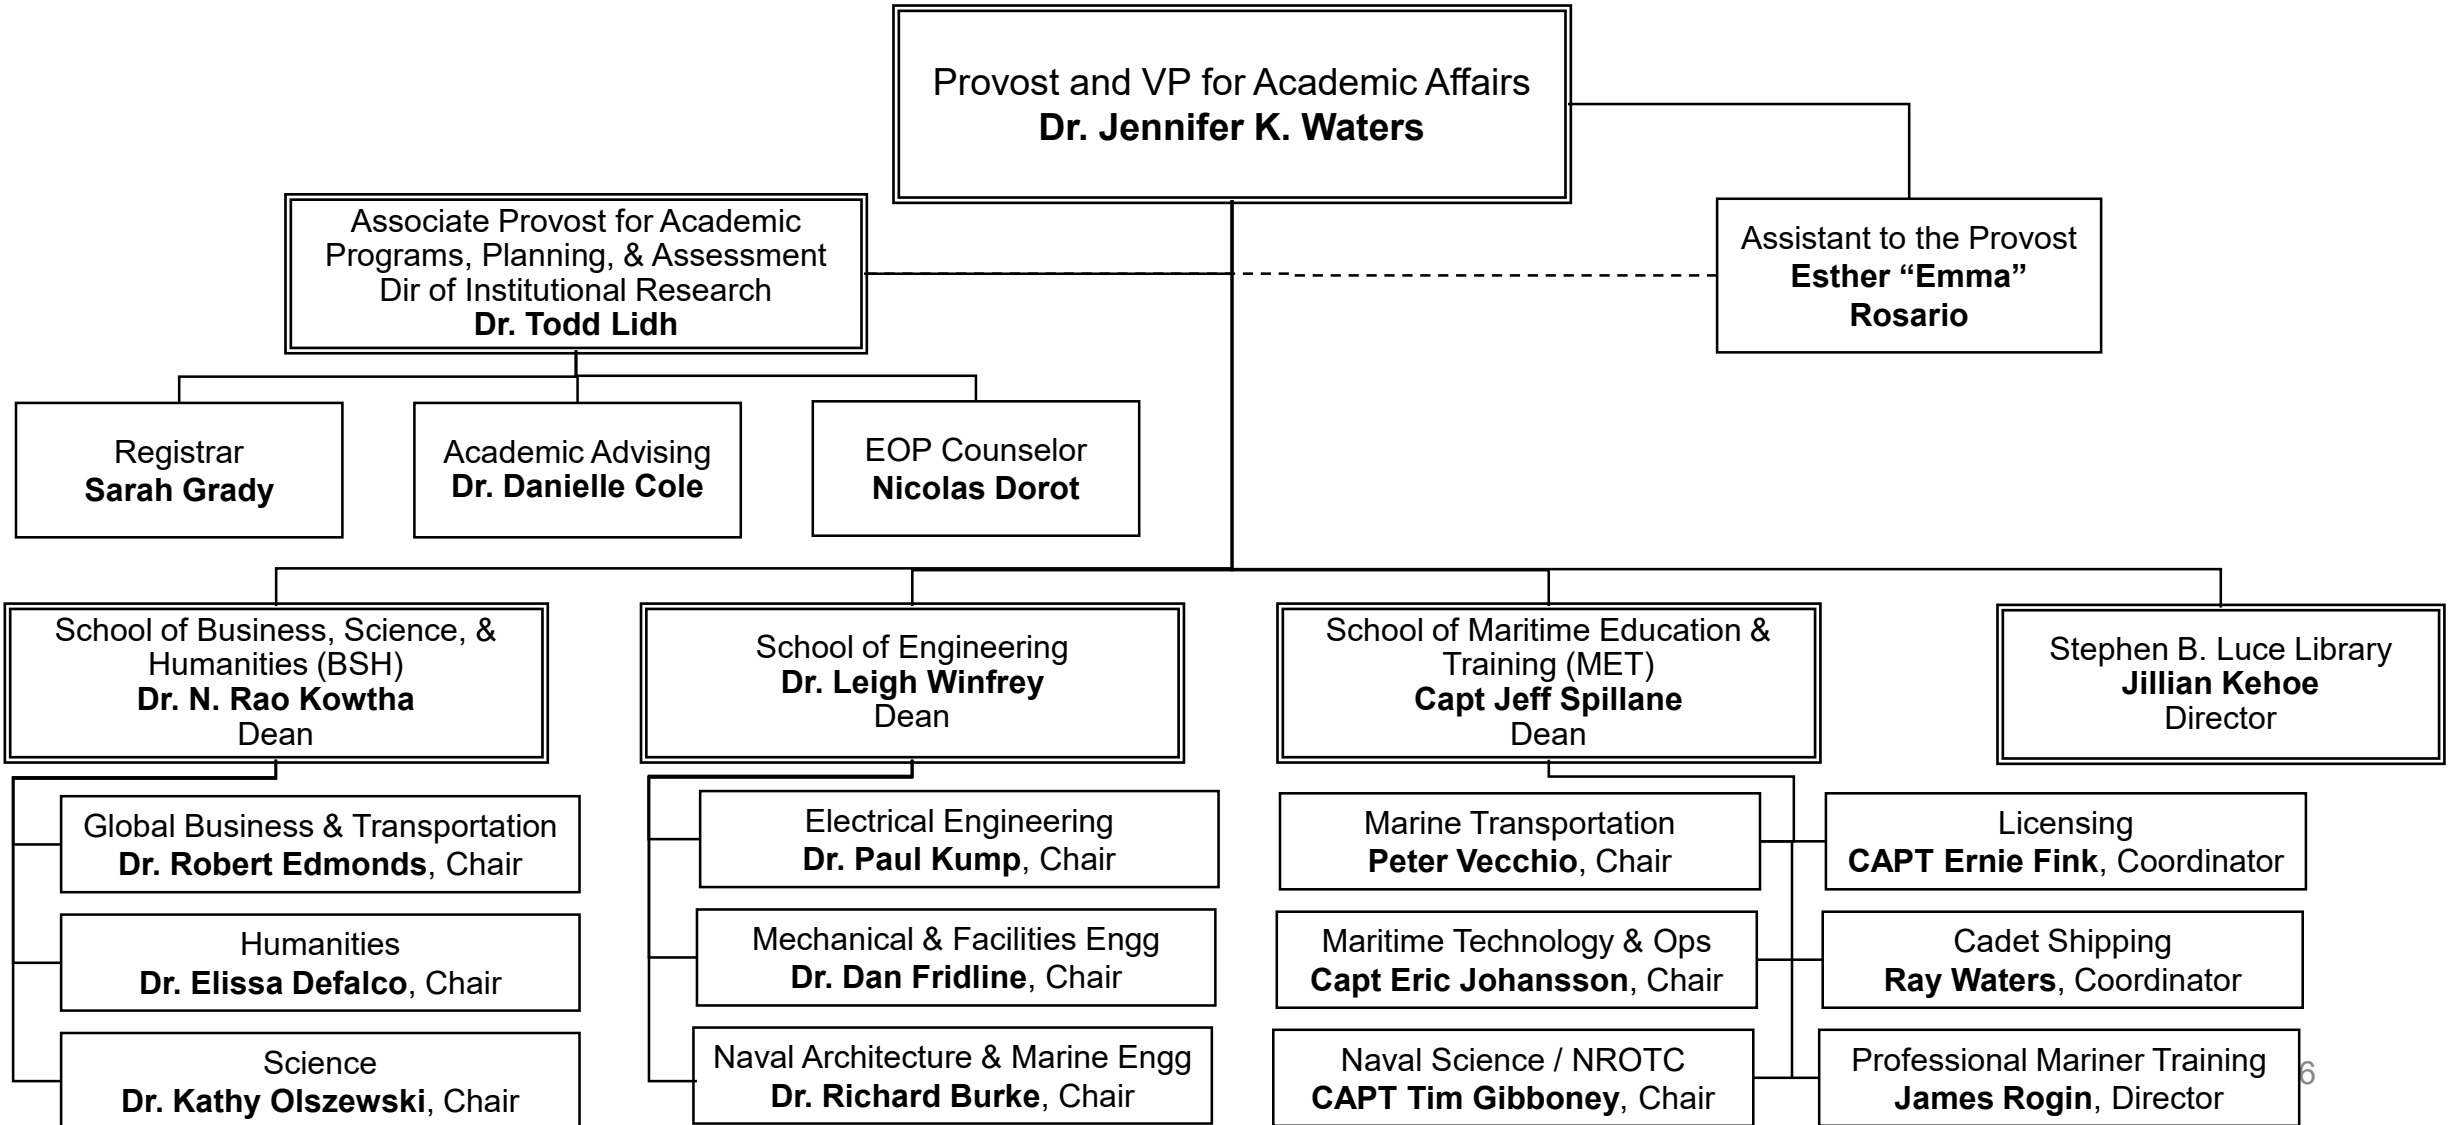 Provost and VP for Academic Affairs
Dr. Jennifer K. Waters
Associate Provost for Academic
Programs, Planning, & Assessment
Dir of Institutional Research
Dr. Todd Lidh
Assistant to the Provost
Esther “Emma”
Rosario
Registrar
Sarah Grady
Academic Advising
Dr. Danielle Cole
EOP Counselor
Nicolas Dorot
School of Business, Science, &
Humanities (BSH)
Dr. N. Rao Kowtha
Dean
School of Engineering
Dr. Leigh Winfrey
Dean
School of Maritime Education &
Training (MET)
Capt Jeff Spillane
Dean
Stephen B. Luce Library
Jillian Kehoe
Director
Global Business & Transportation
Dr. Robert Edmonds, Chair
Humanities
Dr. Elissa Defalco, Chair
Science
Dr. Kathy Olszewski, Chair
Electrical Engineering
Dr. Paul Kump, Chair
Mechanical & Facilities Engg
Dr. Dan Fridline, Chair
Naval Architecture & Marine Engg
Dr. Richard Burke, Chair
Marine Transportation
Peter Vecchio, Chair
Maritime Technology & Ops
Capt Eric Johansson, Chair
Naval Science / NROTC
CAPT Tim Gibboney, Chair
Licensing
CAPT Ernie Fink, Coordinator
Cadet Shipping
Ray Waters, Coordinator
Professional Mariner Training
James Rogin, Director
6